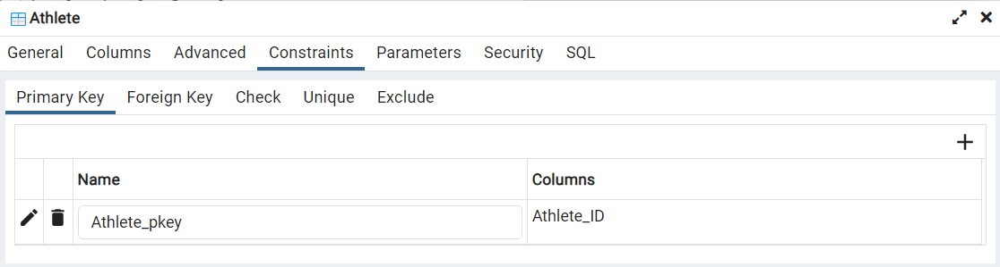 Athlete
General Columns Advanced Constraints Parameters Security SQL
Primary Key Foreign Key Check Unique Exclude
Name Columns
Athlete_pkey Athlete_ID